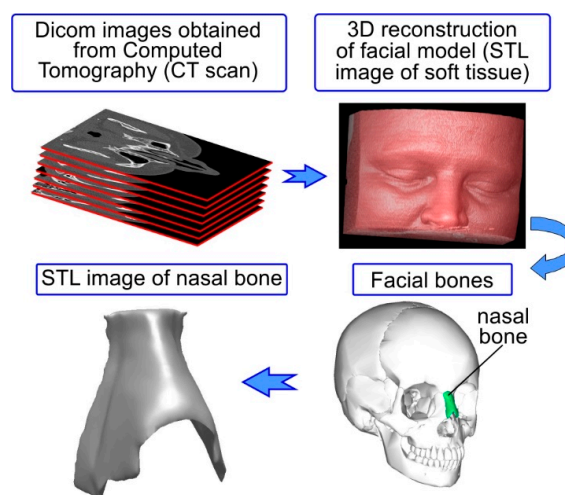 Dicom images obtained
from Computed
Tomography (CT scan)
3D reconstruction
of facial model (STL
image of soft tissue)
STL image of nasal bone
Facial bones
nasal
bone